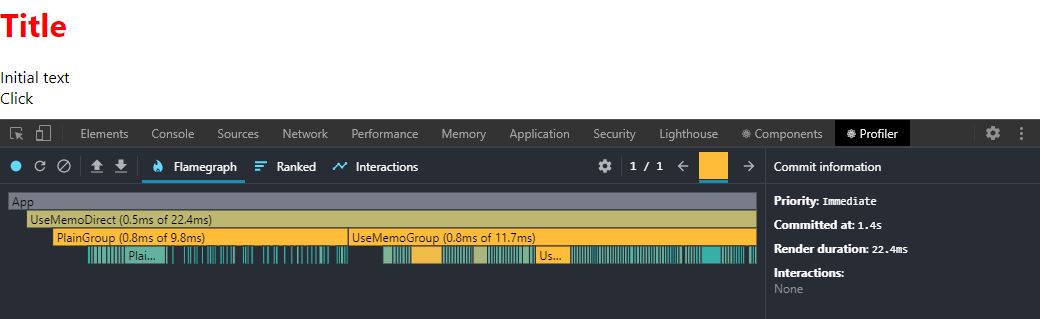 Title
Initial text
Click
Elements Console Sources Network Performance Memory Application Security Lighthouse Components Profiler
Flamegraph Ranked Interactions 1 / 1 Commit information
App
UseMemoDirect (0.5ms of 22.4ms)
PlainGroup (0.8ms of 9.8ms) UseMemoGroup (0.8ms of 11.7ms)
Plai... Us...
Priority: Immediate
Committed at: 1.4s
Render duration: 22.4ms
Interactions:
None